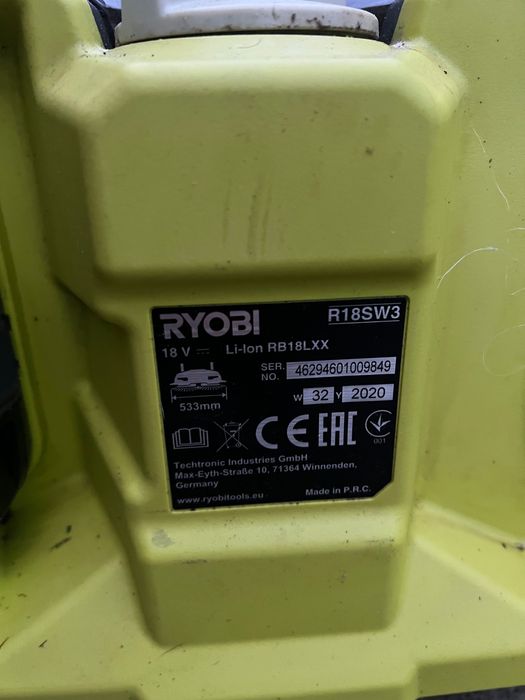 RYOBI R18SW3
18 V Li-Ion RB18LXX
SER. NO. 46294601009849
W 32 Y 2020
533mm
CE EAC
001
Techtronic Industries GmbH
Max-Eyth-Straße 10, 71364 Winnenden,
Germany
www.ryobitools.eu Made in P.R.C.